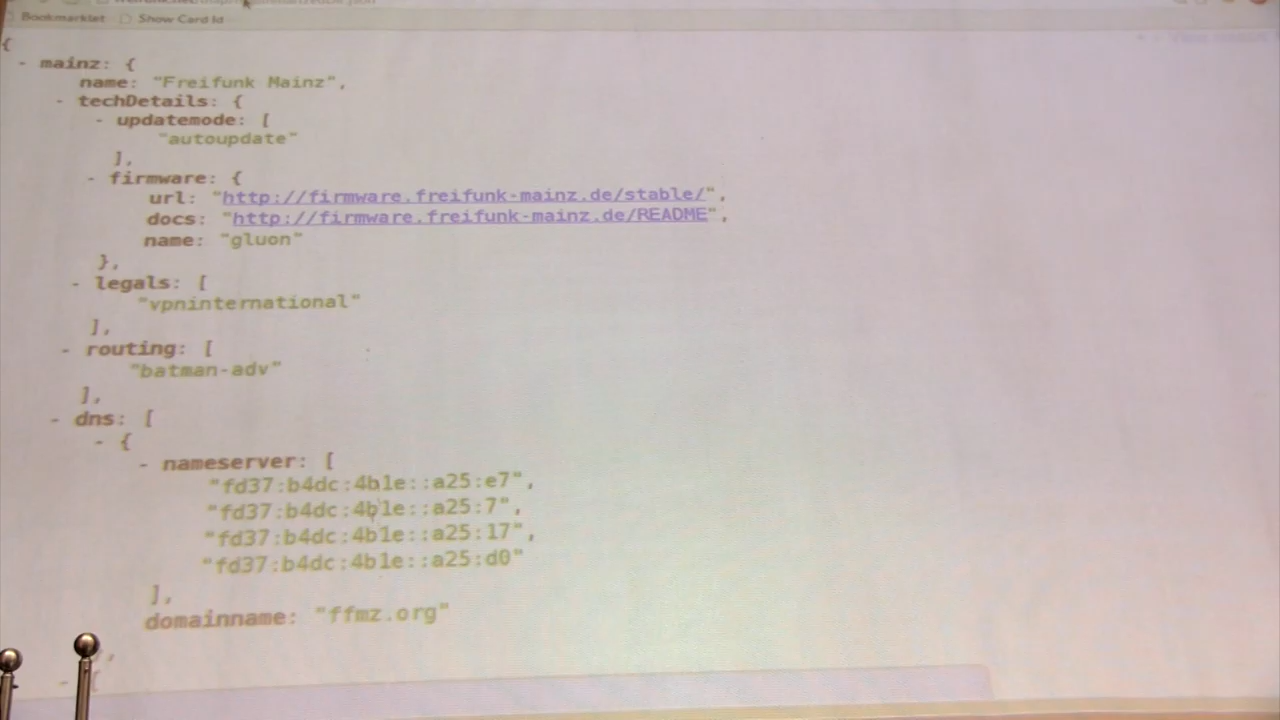 Bookmarklet Show Card Id
{
- mainz: {
name: "Freifunk Mainz",
- techDetails: {
- updatemode: [
"autoupdate"
],
- firmware: {
url: "http://firmware.freifunk-mainz.de/stable/",
docs: "http://firmware.freifunk-mainz.de/README",
name: "gluon"
},
- legals: [
"vpninternational"
],
- routing: [
"batman-adv"
],
- dns: [
- {
- nameserver: [
"fd37:b4dc:4b1e::a25:e7",
"fd37:b4dc:4b1e::a25:7",
"fd37:b4dc:4b1e::a25:17",
"fd37:b4dc:4b1e::a25:d0"
],
domainname: "ffmz.org"